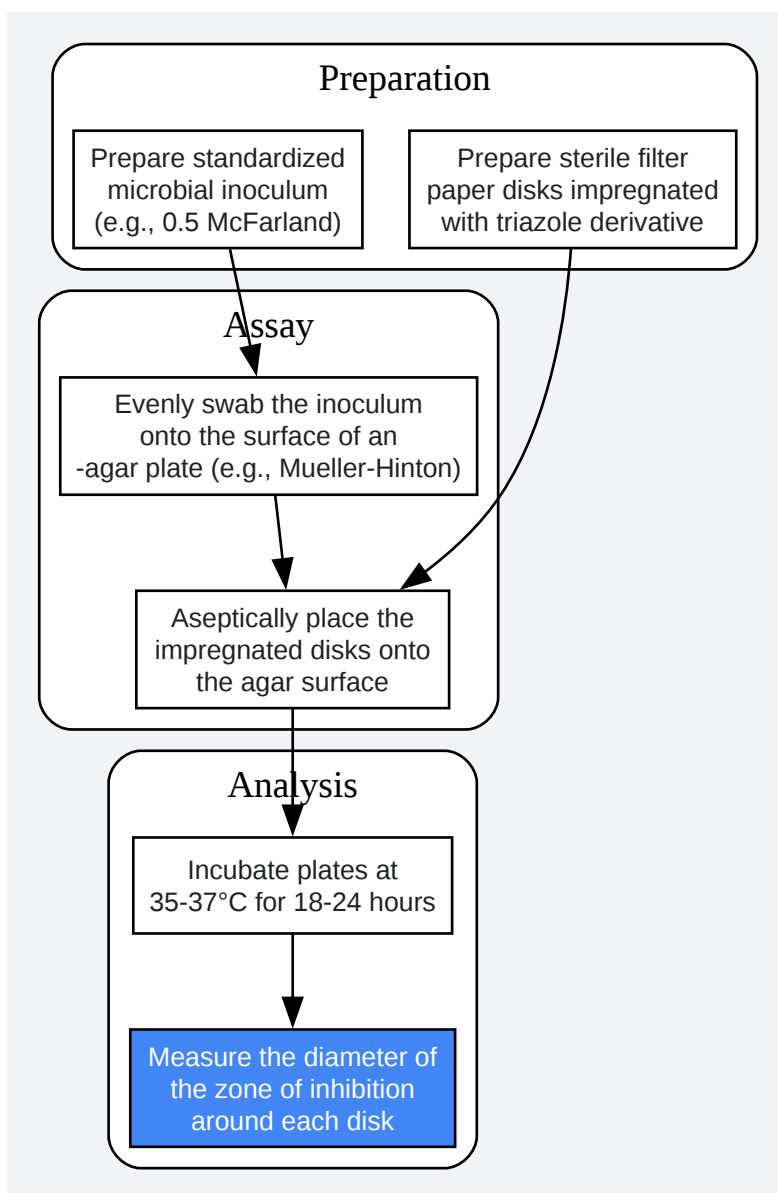 Preparation
Prepare standardized
microbial inoculum
(e.g., 0.5 McFarland)
Prepare sterile filter
paper disks impregnated
with triazole derivative
Assay
Evenly swab the inoculum
onto the surface of an
-agar plate (e.g., Mueller-Hinton)
Aseptically place the
impregnated disks onto
the agar surface
Analysis
Incubate plates at
35-37°C for 18-24 hours
Measure the diameter of
the zone of inhibition
around each disk